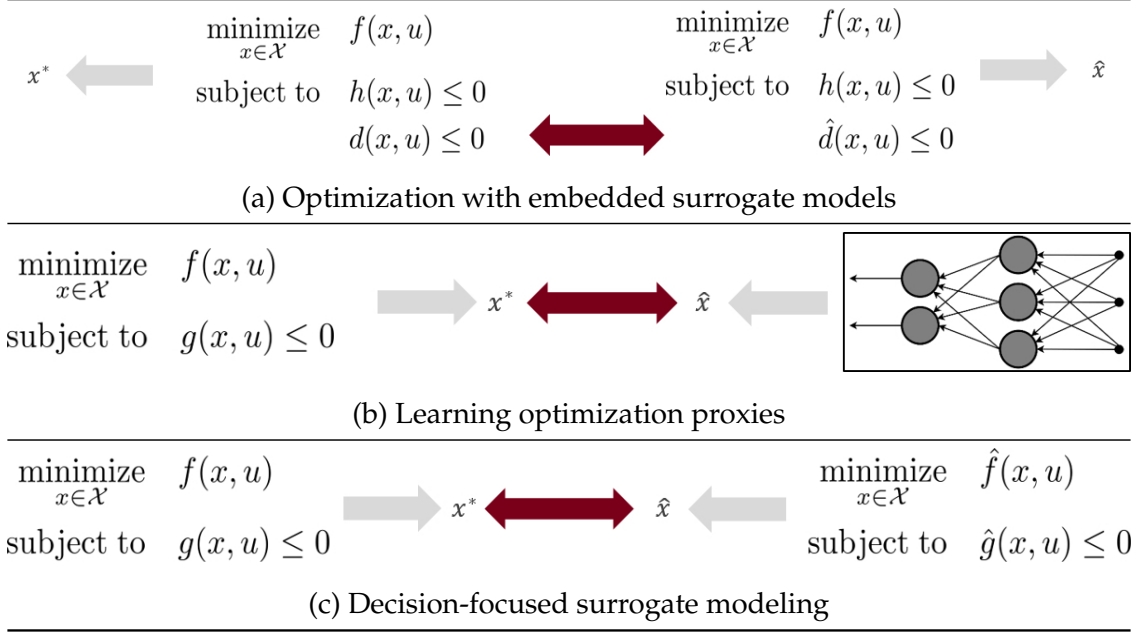 minimize f(x, u)
x∈𝒳
subject to h(x, u) ≤ 0
d(x, u) ≤ 0
x*
minimize f(x, u)
x∈𝒳
subject to h(x, u) ≤ 0
d̂(x, u) ≤ 0
x̂
(a) Optimization with embedded surrogate models
minimize f(x, u)
x∈𝒳
subject to g(x, u) ≤ 0
x* x̂
(b) Learning optimization proxies
minimize f(x, u)
x∈𝒳
subject to g(x, u) ≤ 0
x* x̂
minimize f̂(x, u)
x∈𝒳
subject to ĝ(x, u) ≤ 0
(c) Decision-focused surrogate modeling